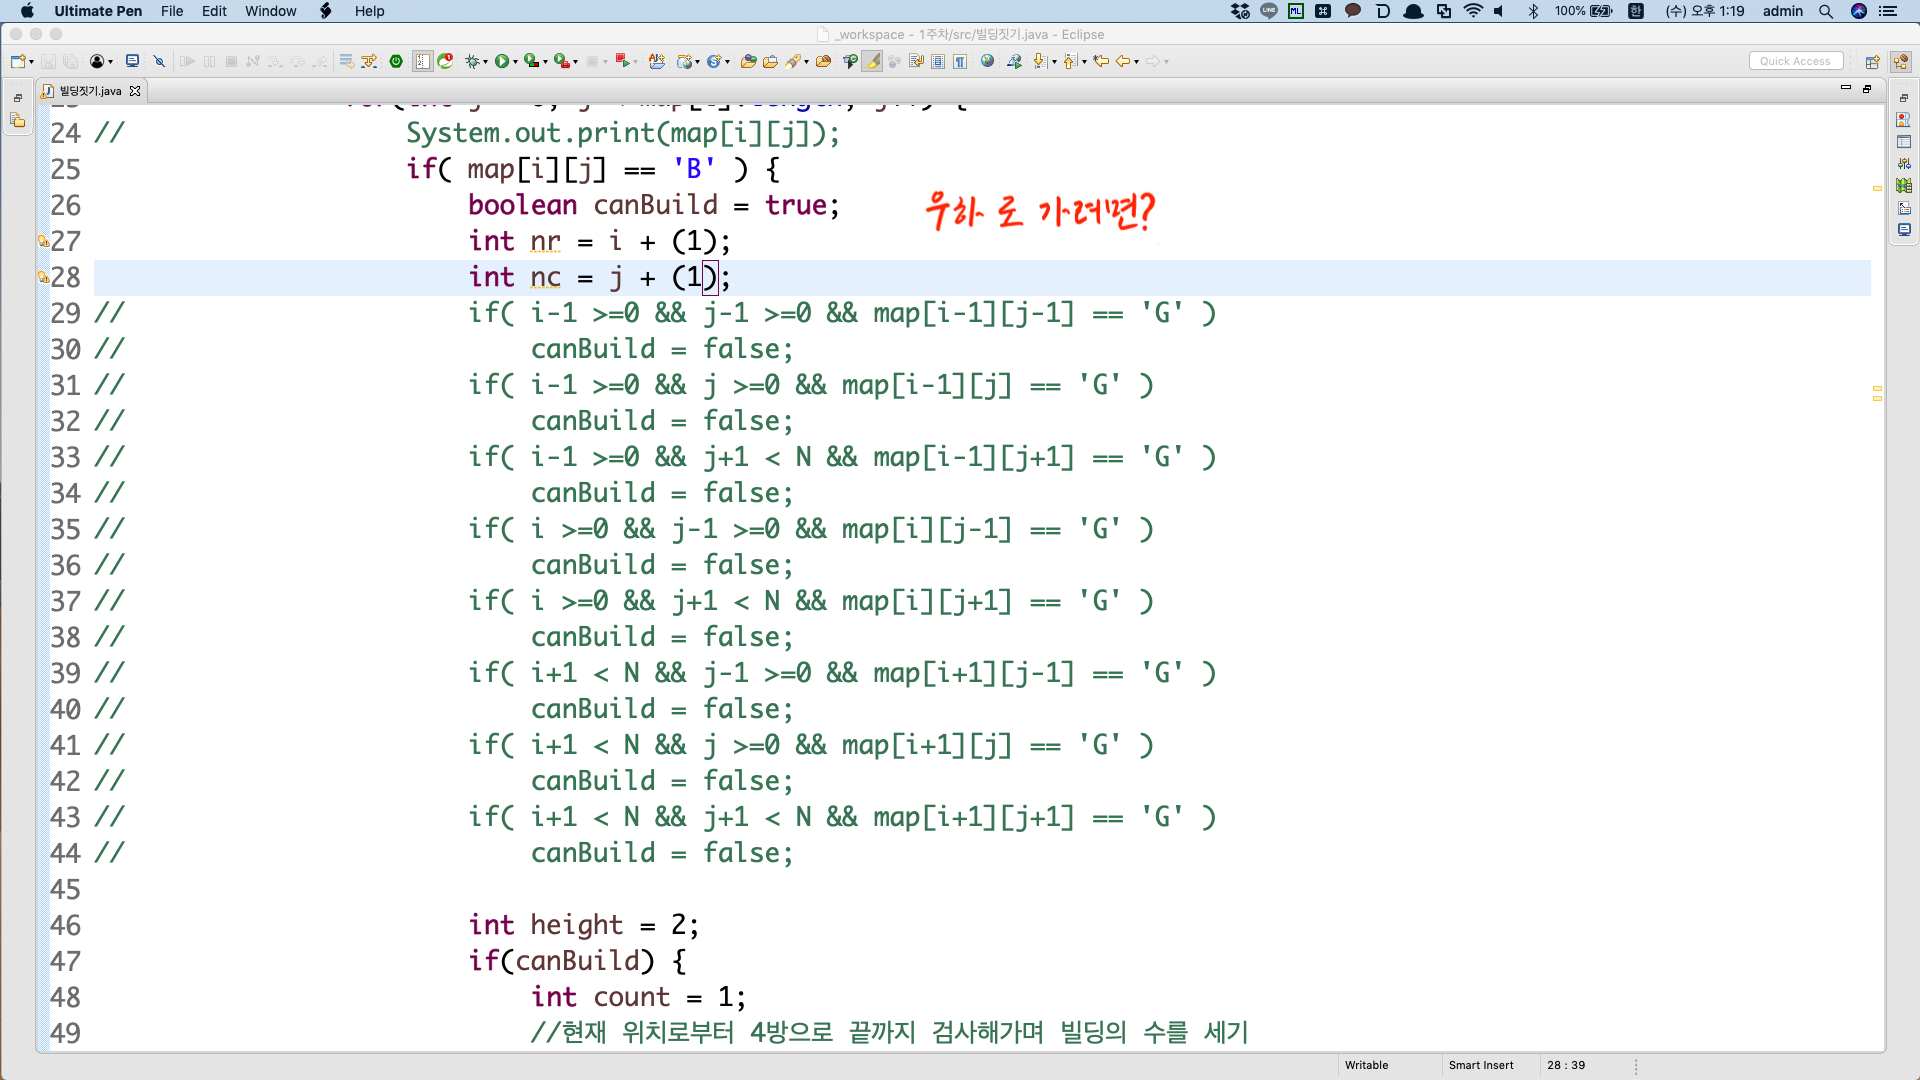 Ultimate Pen File Edit Window Help
LINE ML 100% 한 (수) 오후 1:19 admin
_workspace - 1주차/src/빌딩짓기.java - Eclipse
Quick Access
빌딩짓기.java
24 // System.out.print(map[i][j]);
25 if( map[i][j] == 'B' ) {
26 boolean canBuild = true;
우하 로 가려면?
27 int nr = i + (1);
28 int nc = j + (1);
29 // if( i-1 >=0 && j-1 >=0 && map[i-1][j-1] == 'G' )
30 // canBuild = false;
31 // if( i-1 >=0 && j >=0 && map[i-1][j] == 'G' )
32 // canBuild = false;
33 // if( i-1 >=0 && j+1 < N && map[i-1][j+1] == 'G' )
34 // canBuild = false;
35 // if( i >=0 && j-1 >=0 && map[i][j-1] == 'G' )
36 // canBuild = false;
37 // if( i >=0 && j+1 < N && map[i][j+1] == 'G' )
38 // canBuild = false;
39 // if( i+1 < N && j-1 >=0 && map[i+1][j-1] == 'G' )
40 // canBuild = false;
41 // if( i+1 < N && j >=0 && map[i+1][j] == 'G' )
42 // canBuild = false;
43 // if( i+1 < N && j+1 < N && map[i+1][j+1] == 'G' )
44 // canBuild = false;
45
46 int height = 2;
47 if(canBuild) {
48 int count = 1;
49 //현재 위치로부터 4방으로 끝까지 검사해가며 빌딩의 수를 세기
Writable Smart Insert 28 : 39